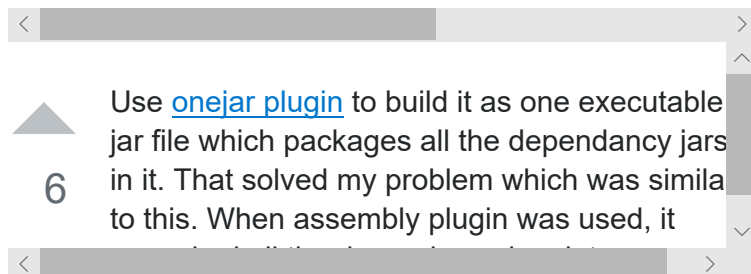 Use onejar plugin to build it as one executable
jar file which packages all the dependancy jars
6
in it. That solved my problem which was simila
to this. When assembly plugin was used, it